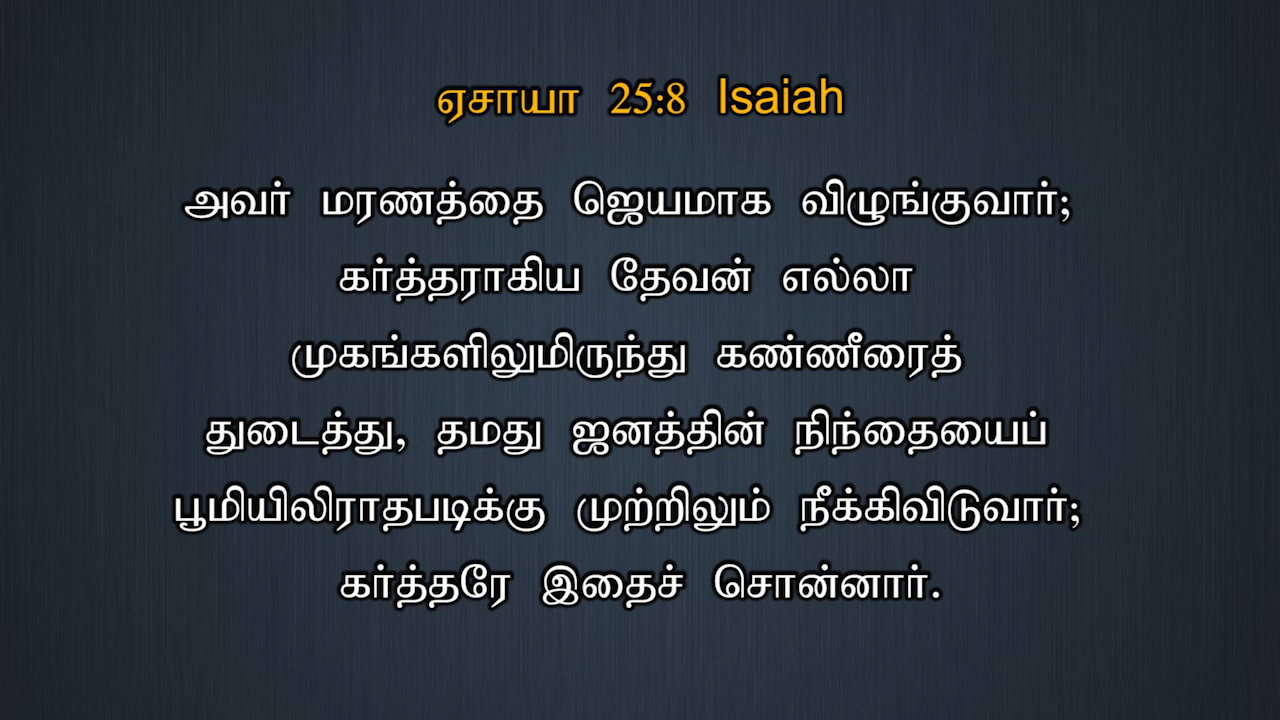 ஏசாயா 25:8 Isaiah
அவர் மரணத்தை ஜெயமாக விழுங்குவார்;
கர்த்தராகிய தேவன் எல்லா
முகங்களிலுமிருந்து கண்ணீரைத்
துடைத்து, தமது ஜனத்தின் நிந்தையைப்
பூமியிலிராதபடிக்கு முற்றிலும் நீக்கிவிடுவார்;
கர்த்தரே இதைச் சொன்னார்.